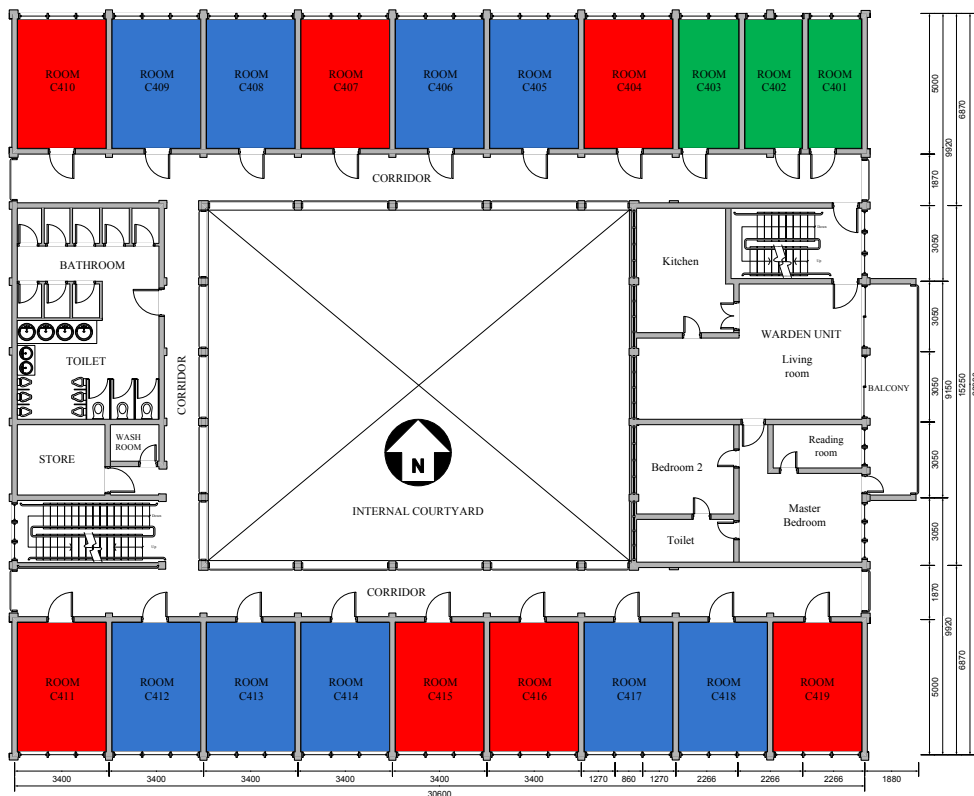 ROOM
C410
ROOM
C409
ROOM
C408
ROOM
C407
ROOM
C406
ROOM
C405
ROOM
C404
ROOM
C403
ROOM
C402
ROOM
C401
CORRIDOR
BATHROOM
TOILET
CORRIDOR
WASH
ROOM
STORE
Down
Up
N
INTERNAL COURTYARD
Kitchen
Down
Up
WARDEN UNIT
Living
room
BALCONY
Bedroom 2
Reading
room
Master
Bedroom
Toilet
CORRIDOR
ROOM
C411
ROOM
C412
ROOM
C413
ROOM
C414
ROOM
C415
ROOM
C416
ROOM
C417
ROOM
C418
ROOM
C419
3400
3400
3400
3400
3400
3400
1270
860
1270
2266
2266
2266
1880
30600
5000
1870
3050
3050
3050
3050
3050
1870
5000
9920
9150
9920
6870
15250
6870